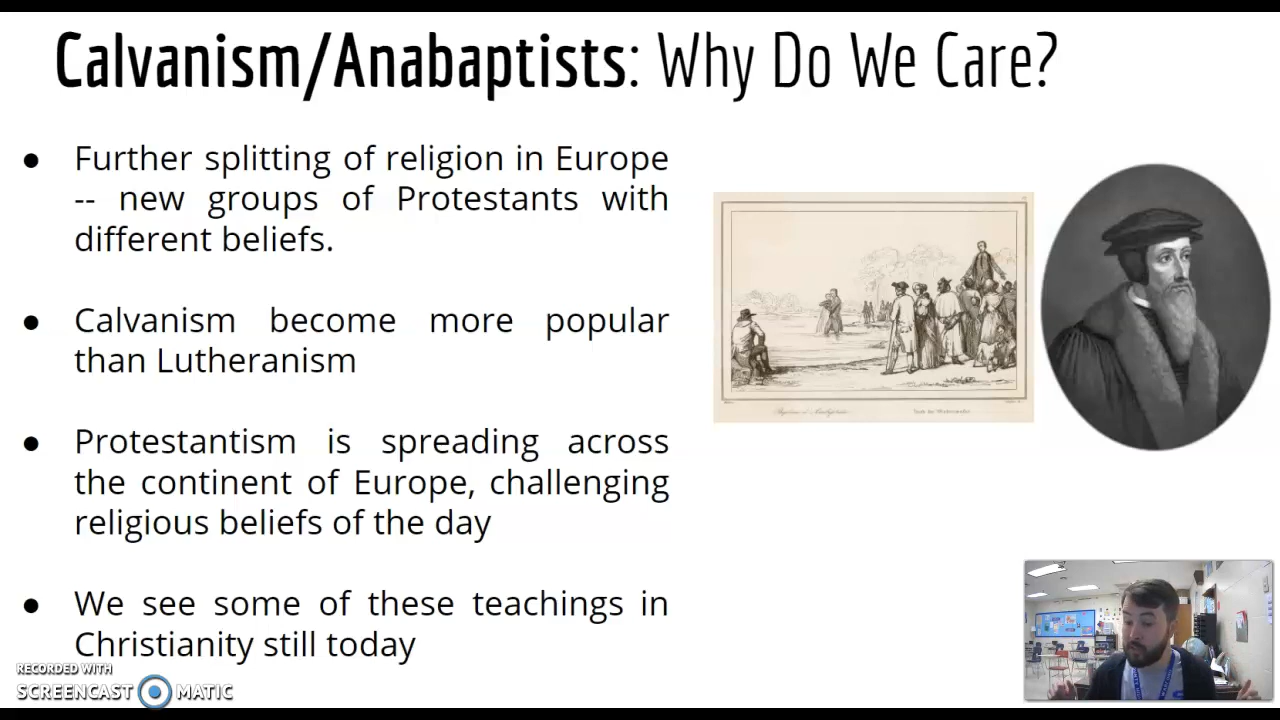 Calvanism/Anabaptists: Why Do We Care?
● Further splitting of religion in Europe
-- new groups of Protestants with
different beliefs.
● Calvanism become more popular
than Lutheranism
● Protestantism is spreading across
the continent of Europe, challenging
religious beliefs of the day
● We see some of these teachings in
Christianity still today
RECORDED WITH
SCREENCAST MATIC